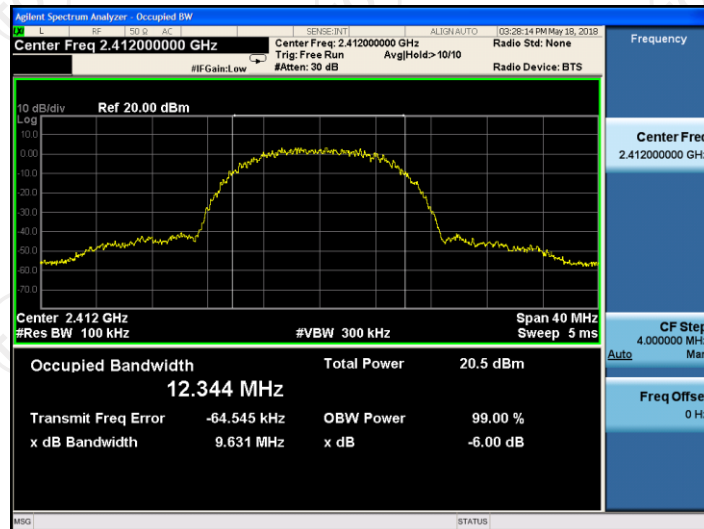 Agilent Spectrum Analyzer - Occupied BW
L RF 50 Ω AC SENSE:INT ALIGN AUTO 03:28:14 PM May 18, 2018
Center Freq 2.412000000 GHz
Center Freq: 2.412000000 GHz
Radio Std: None
Trig: Free Run Avg|Hold:>10/10
#IFGain:Low
#Atten: 30 dB
Radio Device: BTS
10 dB/div Ref 20.00 dBm
Log
10.0
0.00
-10.0
-20.0
-30.0
-40.0
-50.0
-60.0
-70.0
Center 2.412 GHz Span 40 MHz
#Res BW 100 kHz #VBW 300 kHz Sweep 5 ms
Occupied Bandwidth Total Power 20.5 dBm
12.344 MHz
Transmit Freq Error -64.545 kHz OBW Power 99.00 %
x dB Bandwidth 9.631 MHz x dB -6.00 dB
MSG STATUS
Frequency
Center Freq
2.412000000 GHz
CF Step
4.000000 MHz
Auto Man
Freq Offset
0 Hz